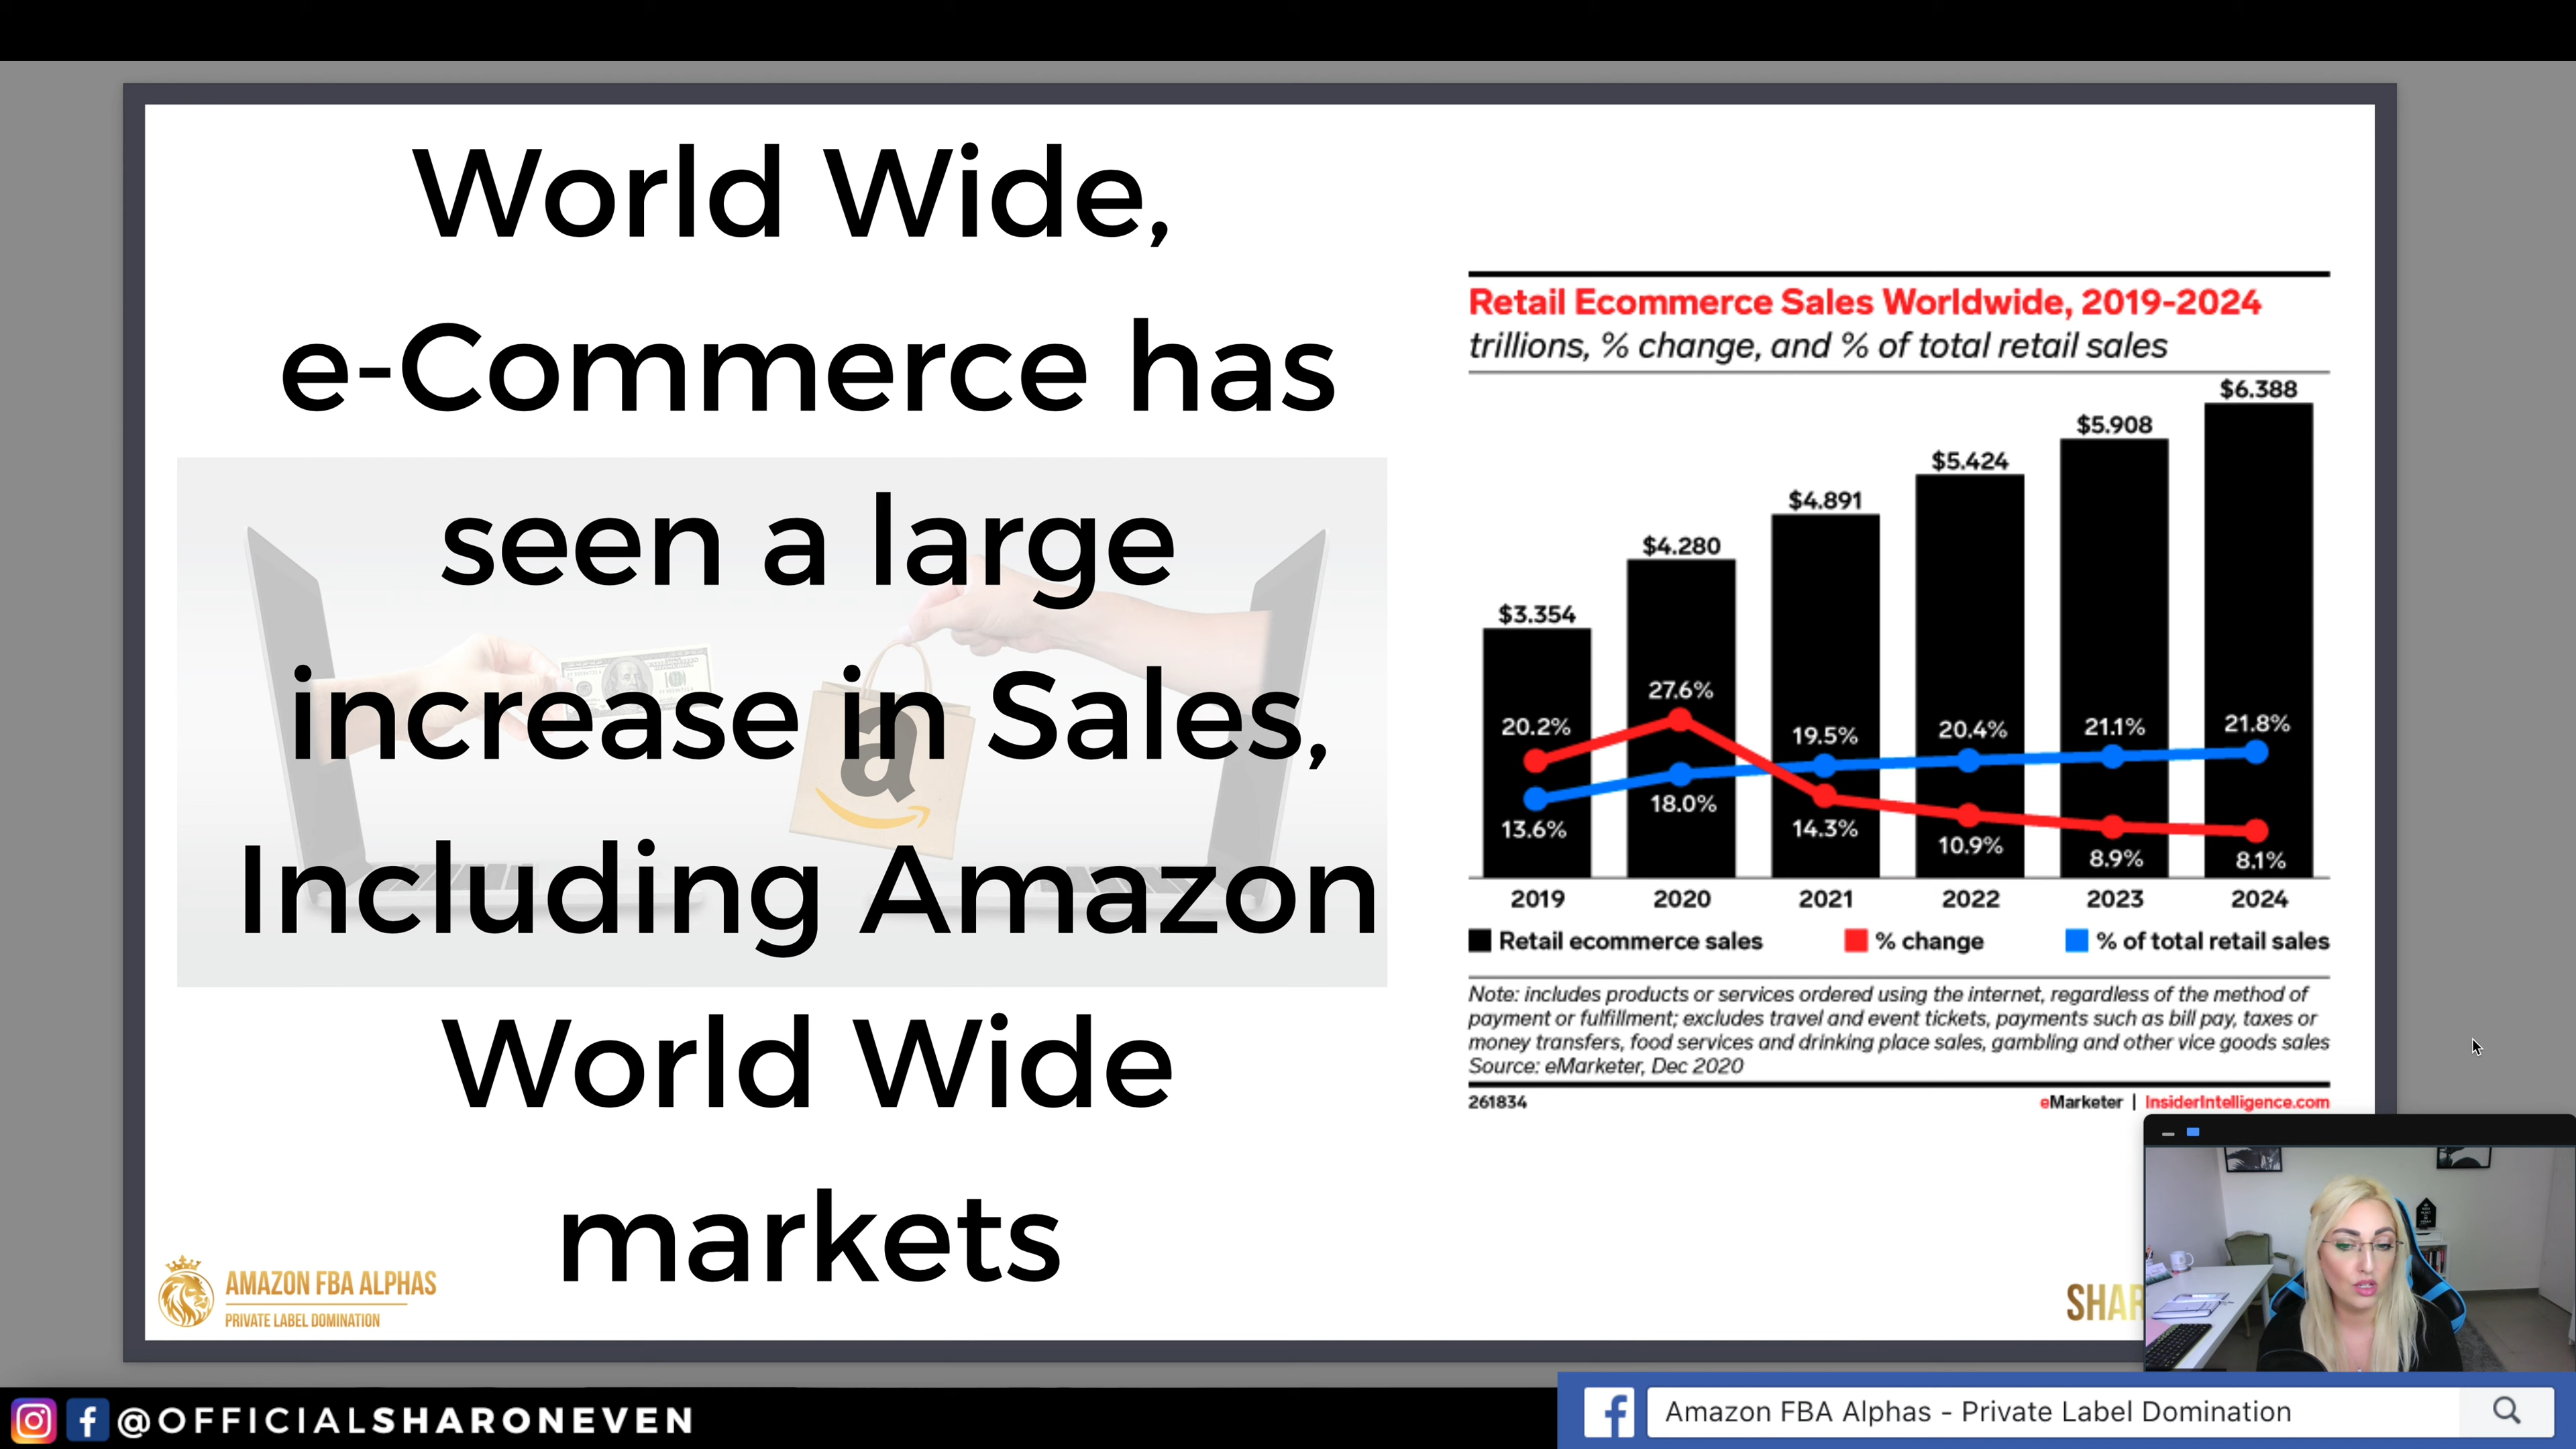 World Wide,
e-Commerce has
seen a large
increase in Sales,
Including Amazon
World Wide
markets
Retail Ecommerce Sales Worldwide, 2019-2024
trillions, % change, and % of total retail sales
$3.354
$4.280
$4.891
$5.424
$5.908
$6.388
20.2%
27.6%
19.5%
20.4%
21.1%
21.8%
13.6%
18.0%
14.3%
10.9%
8.9%
8.1%
2019 2020 2021 2022 2023 2024
Retail ecommerce sales % change % of total retail sales
Note: includes products or services ordered using the internet, regardless of the method of
payment or fulfillment; excludes travel and event tickets, payments such as bill pay, taxes or
money transfers, food services and drinking place sales, gambling and other vice goods sales
Source: eMarketer, Dec 2020
261834 eMarketer | InsiderIntelligence.com
AMAZON FBA ALPHAS
PRIVATE LABEL DOMINATION
SHAR
@OFFICIALSHARONEVEN
Amazon FBA Alphas - Private Label Domination